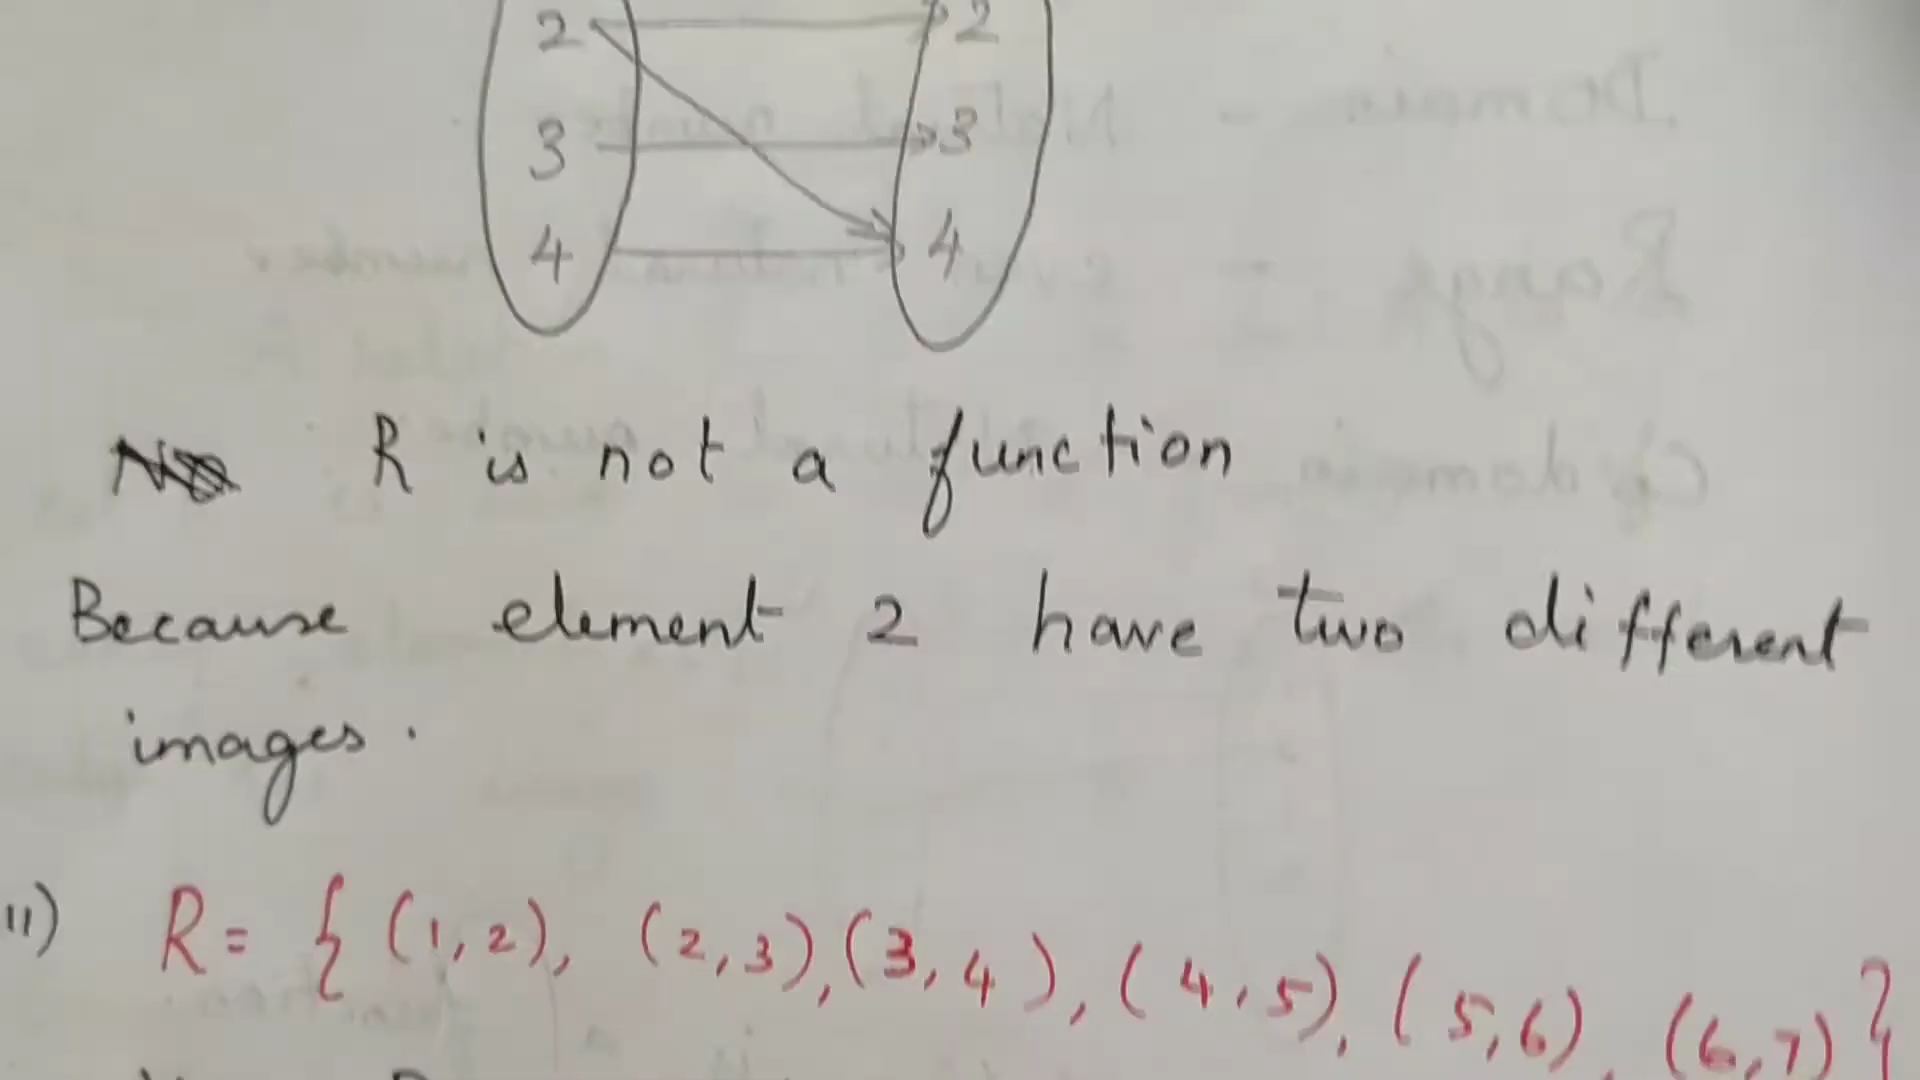 2 2
3 3
4 4
R is not a function
Because element 2 have two different
images.
11) R = { (1,2), (2,3), (3,4), (4,5), (5,6), (6,7) }